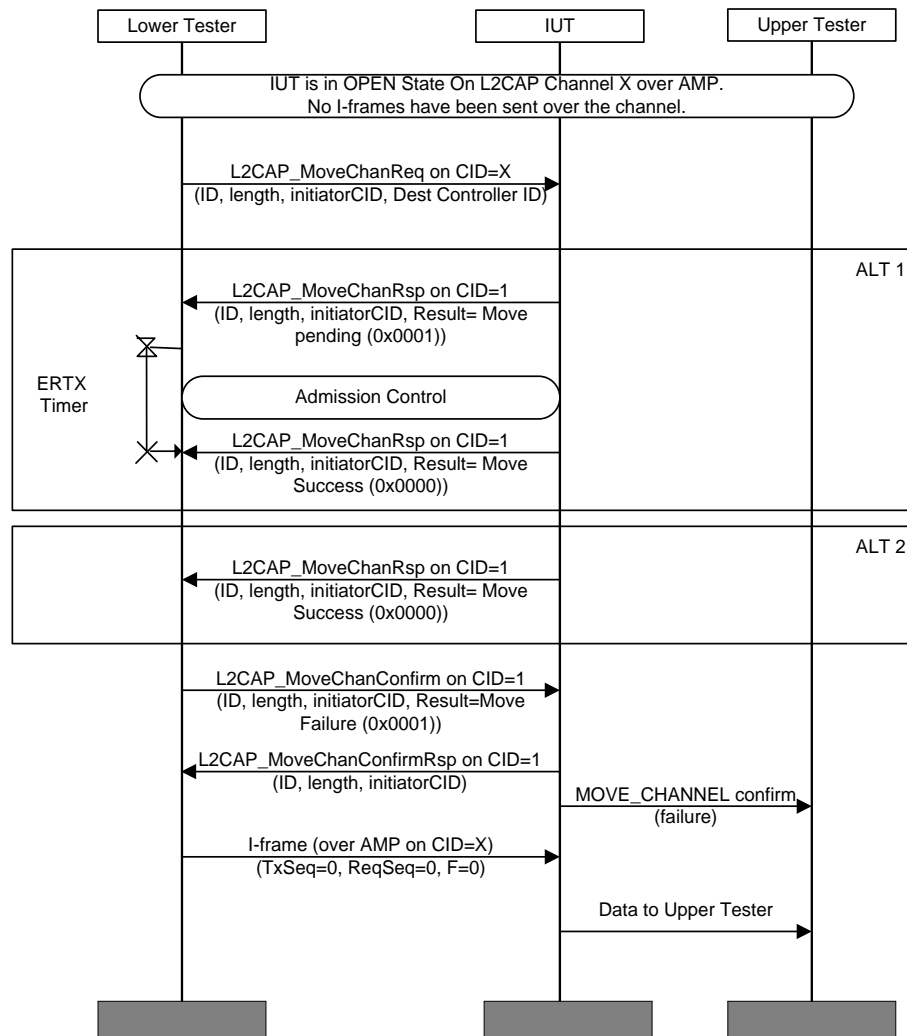 Lower Tester
IUT
Upper Tester
IUT is in OPEN State On L2CAP Channel X over AMP.
No I-frames have been sent over the channel.
L2CAP_MoveChanReq on CID=X
(ID, length, initiatorCID, Dest Controller ID)
ALT 1
L2CAP_MoveChanRsp on CID=1
(ID, length, initiatorCID, Result= Move
pending (0x0001))
ERTX
Timer
Admission Control
L2CAP_MoveChanRsp on CID=1
(ID, length, initiatorCID, Result= Move
Success (0x0000))
ALT 2
L2CAP_MoveChanRsp on CID=1
(ID, length, initiatorCID, Result= Move
Success (0x0000))
L2CAP_MoveChanConfirm on CID=1
(ID, length, initiatorCID, Result=Move
Failure (0x0001))
L2CAP_MoveChanConfirmRsp on CID=1
(ID, length, initiatorCID)
MOVE_CHANNEL confirm
(failure)
I-frame (over AMP on CID=X)
(TxSeq=0, ReqSeq=0, F=0)
Data to Upper Tester